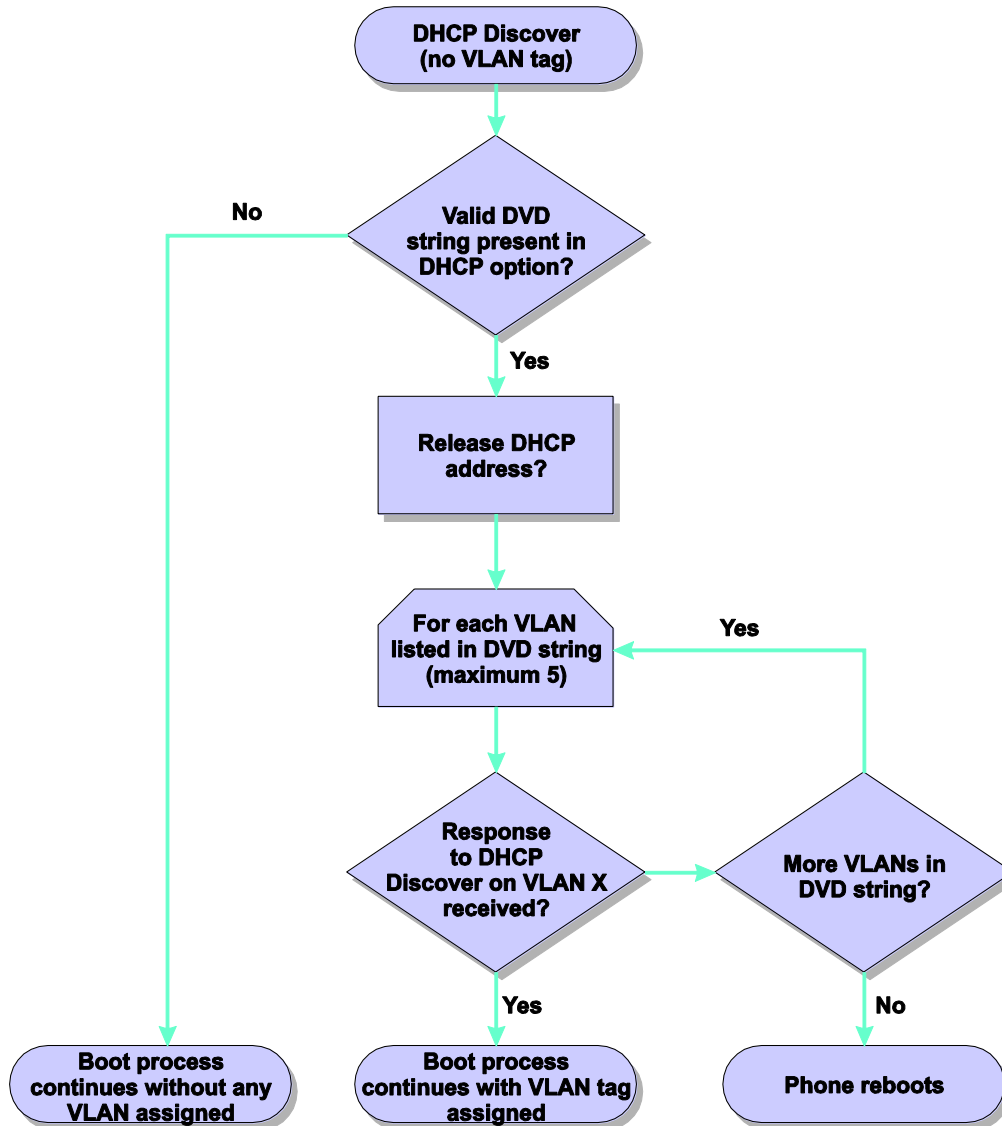 DHCP Discover
(no VLAN tag)
No
Valid DVD
string present in
DHCP option?
Yes
Release DHCP
address?
For each VLAN
listed in DVD string
(maximum 5)
Yes
Response
to DHCP
Discover on VLAN X
received?
More VLANs in
DVD string?
Yes
No
Boot process
continues without any
VLAN assigned
Boot process
continues with VLAN tag
assigned
Phone reboots